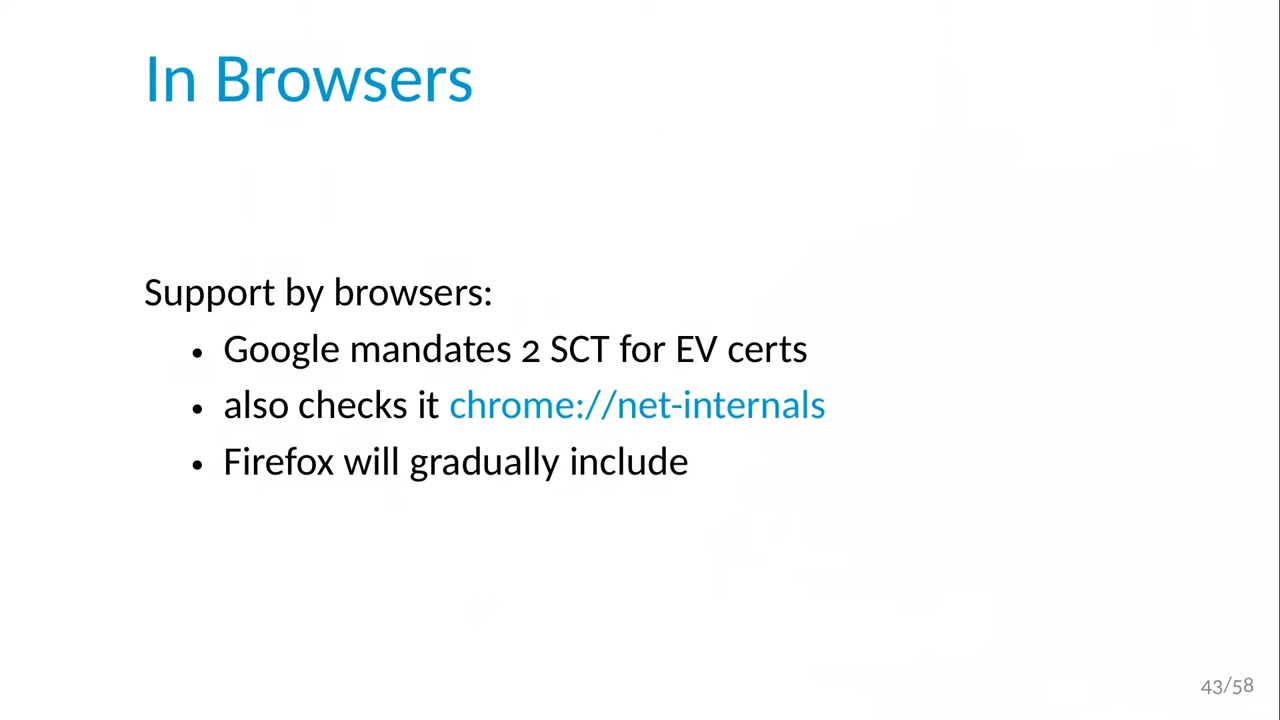 In Browsers
Support by browsers:
• Google mandates 2 SCT for EV certs
• also checks it chrome://net-internals
• Firefox will gradually include
43/58